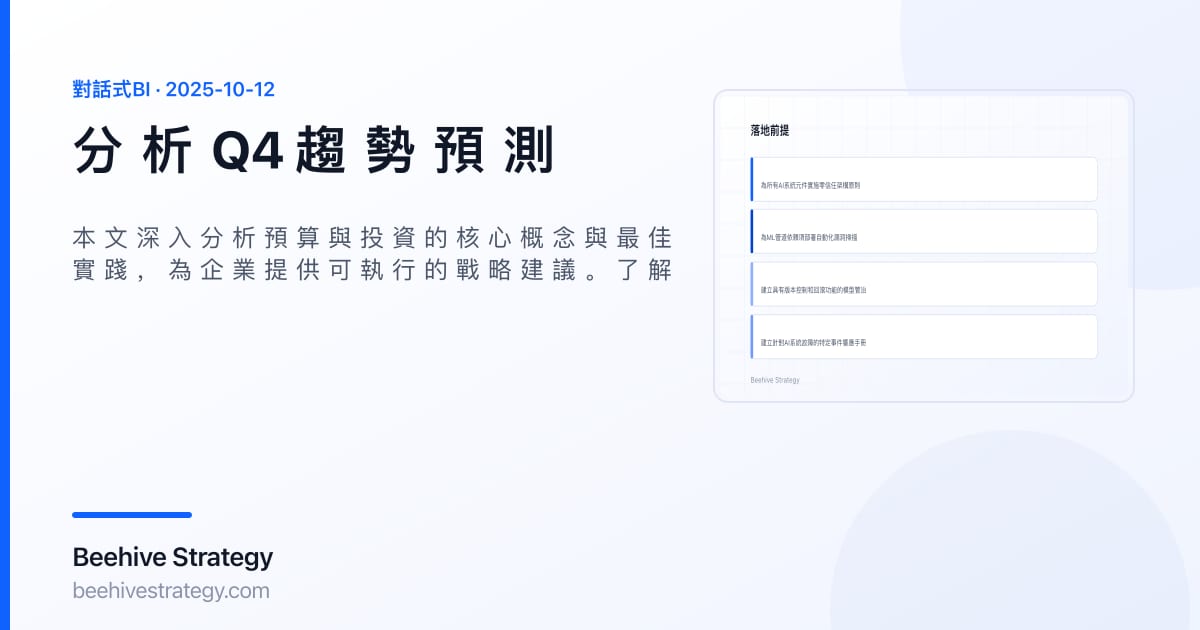 對話式BI · 2025-10-12
分析Q4趨勢預測
本文深入分析預算與投資的核心概念與最佳
實踐，為企業提供可執行的戰略建議。了解
落地前提
為所有AI系統元件實施零信任架構原則
為ML管道依賴項部署自動化漏洞掃描
建立具有版本控制和回滾功能的模型管治
建立針對AI系統故障的特定事件響應手冊
Beehive Strategy
Beehive Strategy
beehivestrategy.com